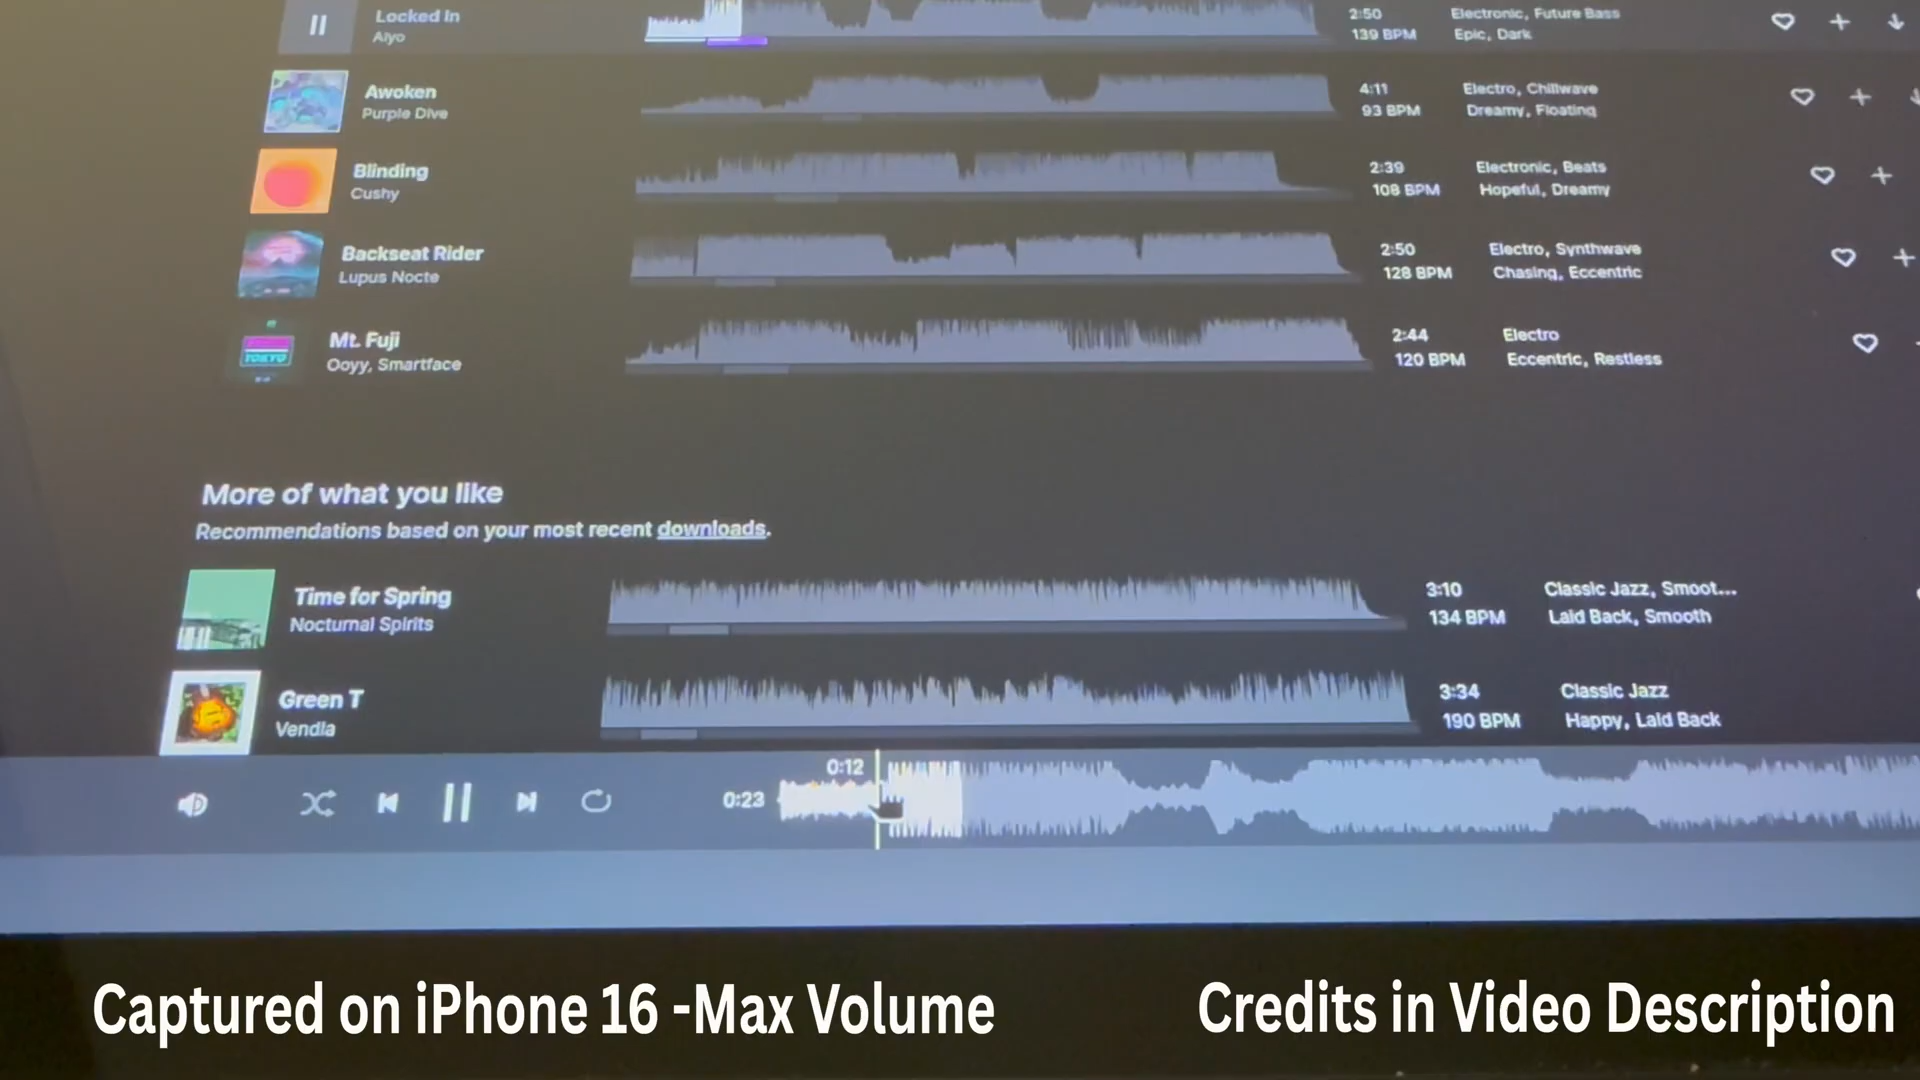 Locked In
Aiyo
2:50
139 BPM
Electronic, Future Bass
Epic, Dark
Awoken
Purple Dive
4:11
93 BPM
Electro, Chillwave
Dreamy, Floating
Blinding
Cushy
2:39
108 BPM
Electronic, Beats
Hopeful, Dreamy
Backseat Rider
Lupus Nocte
2:50
128 BPM
Electro, Synthwave
Chasing, Eccentric
TOKYO
Mt. Fuji
Ooyy, Smartface
2:44
120 BPM
Electro
Eccentric, Restless
More of what you like
Recommendations based on your most recent downloads.
Time for Spring
Nocturnal Spirits
3:10
134 BPM
Classic Jazz, Smoot...
Laid Back, Smooth
Green T
Vendla
3:34
190 BPM
Classic Jazz
Happy, Laid Back
0:12
0:23
Captured on iPhone 16 -Max Volume
Credits in Video Description